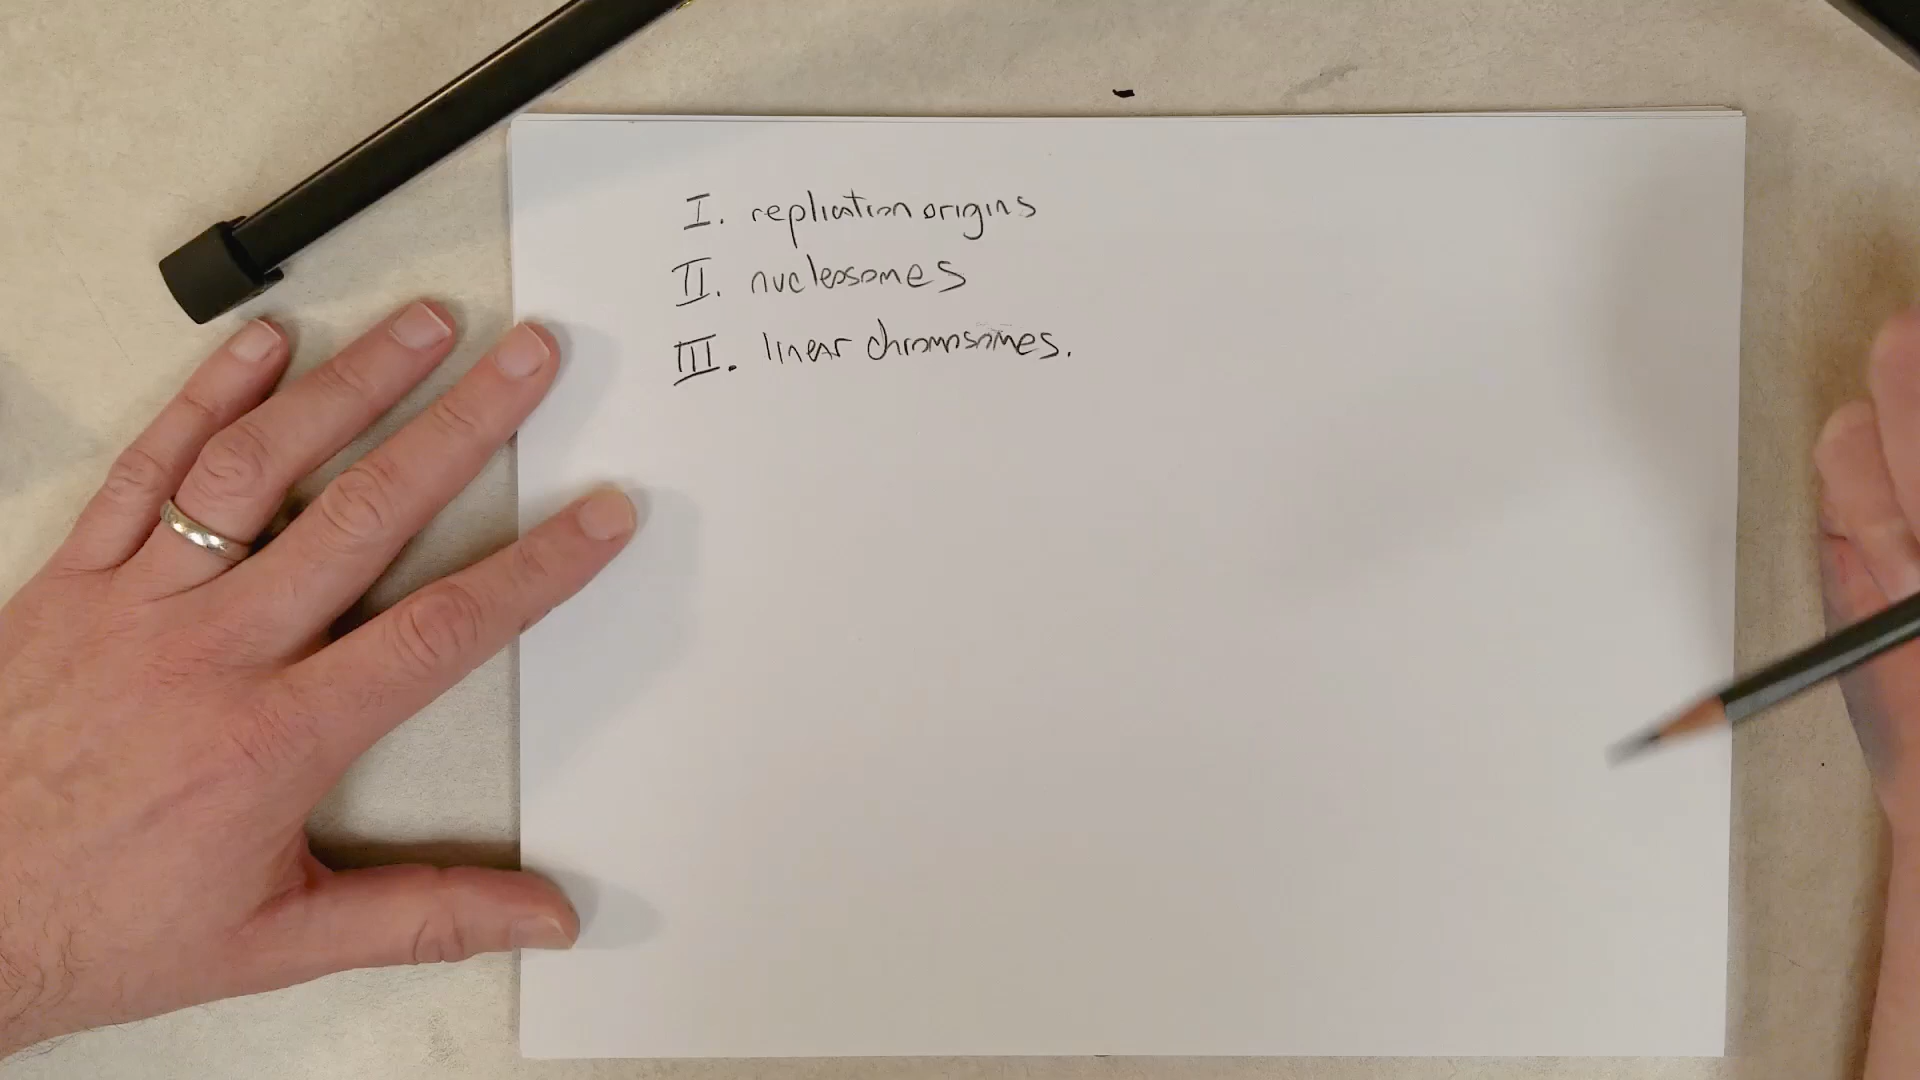 I. replication origins
II. nucleosomes
III. linear chromosomes.